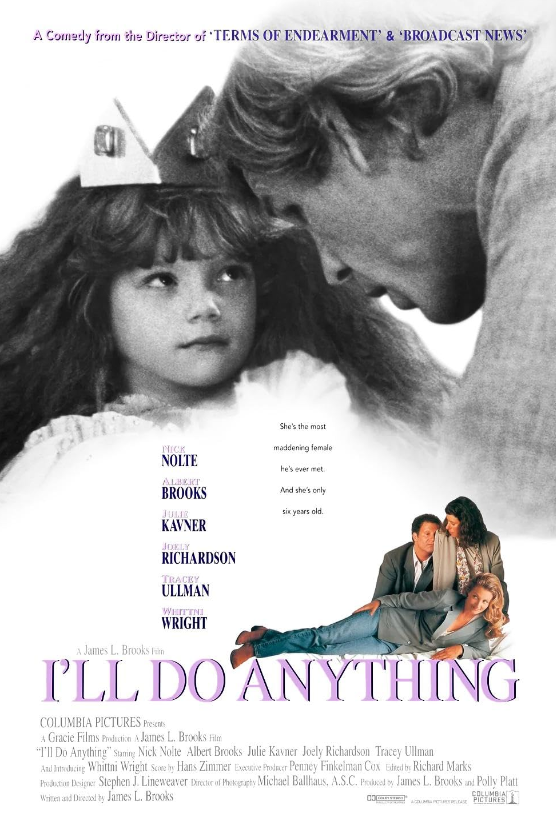 A Comedy from the Director of 'TERMS OF ENDEARMENT' & 'BROADCAST NEWS'
She's the most
maddening female
he's ever met.
And she's only
six years old.
NICK
NOLTE
ALBERT
BROOKS
JULIE
KAVNER
JOELY
RICHARDSON
TRACEY
ULLMAN
WHITTNI
WRIGHT
A James L. Brooks Film
I'LL DO ANYTHING
COLUMBIA PICTURES Presents
A Gracie Films Production A James L. Brooks Film
"I'll Do Anything" Starring Nick Nolte Albert Brooks Julie Kavner Joely Richardson Tracey Ullman
And Introducing Whittni Wright Score by Hans Zimmer Executive Producer Penney Finkelman Cox Edited by Richard Marks
Production Designer Stephen J. Lineweaver Director of Photography Michael Ballhaus, A.S.C. Produced by James L. Brooks and Polly Platt
Written and Directed by James L. Brooks
A COLUMBIA PICTURES RELEASE
COLUMBIA
PICTURES